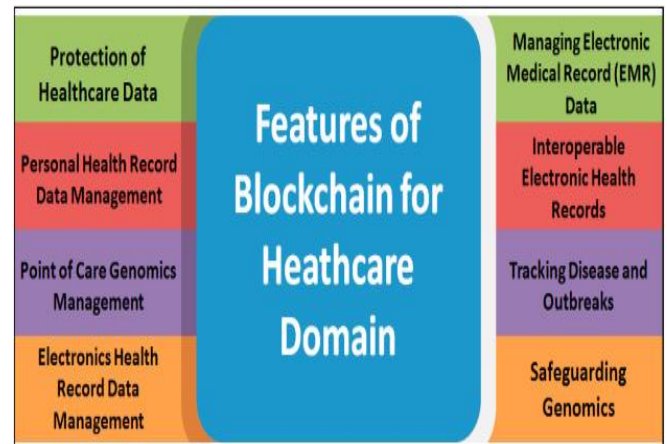 Protection of
Healthcare Data
Personal Health Record
Data Management
Point of Care Genomics
Management
Electronics Health
Record Data
Management
Features of
Blockchain for
Heathcare
Domain
Managing Electronic
Medical Record (EMR)
Data
Interoperable
Electronic Health
Records
Tracking Disease and
Outbreaks
Safeguarding
Genomics